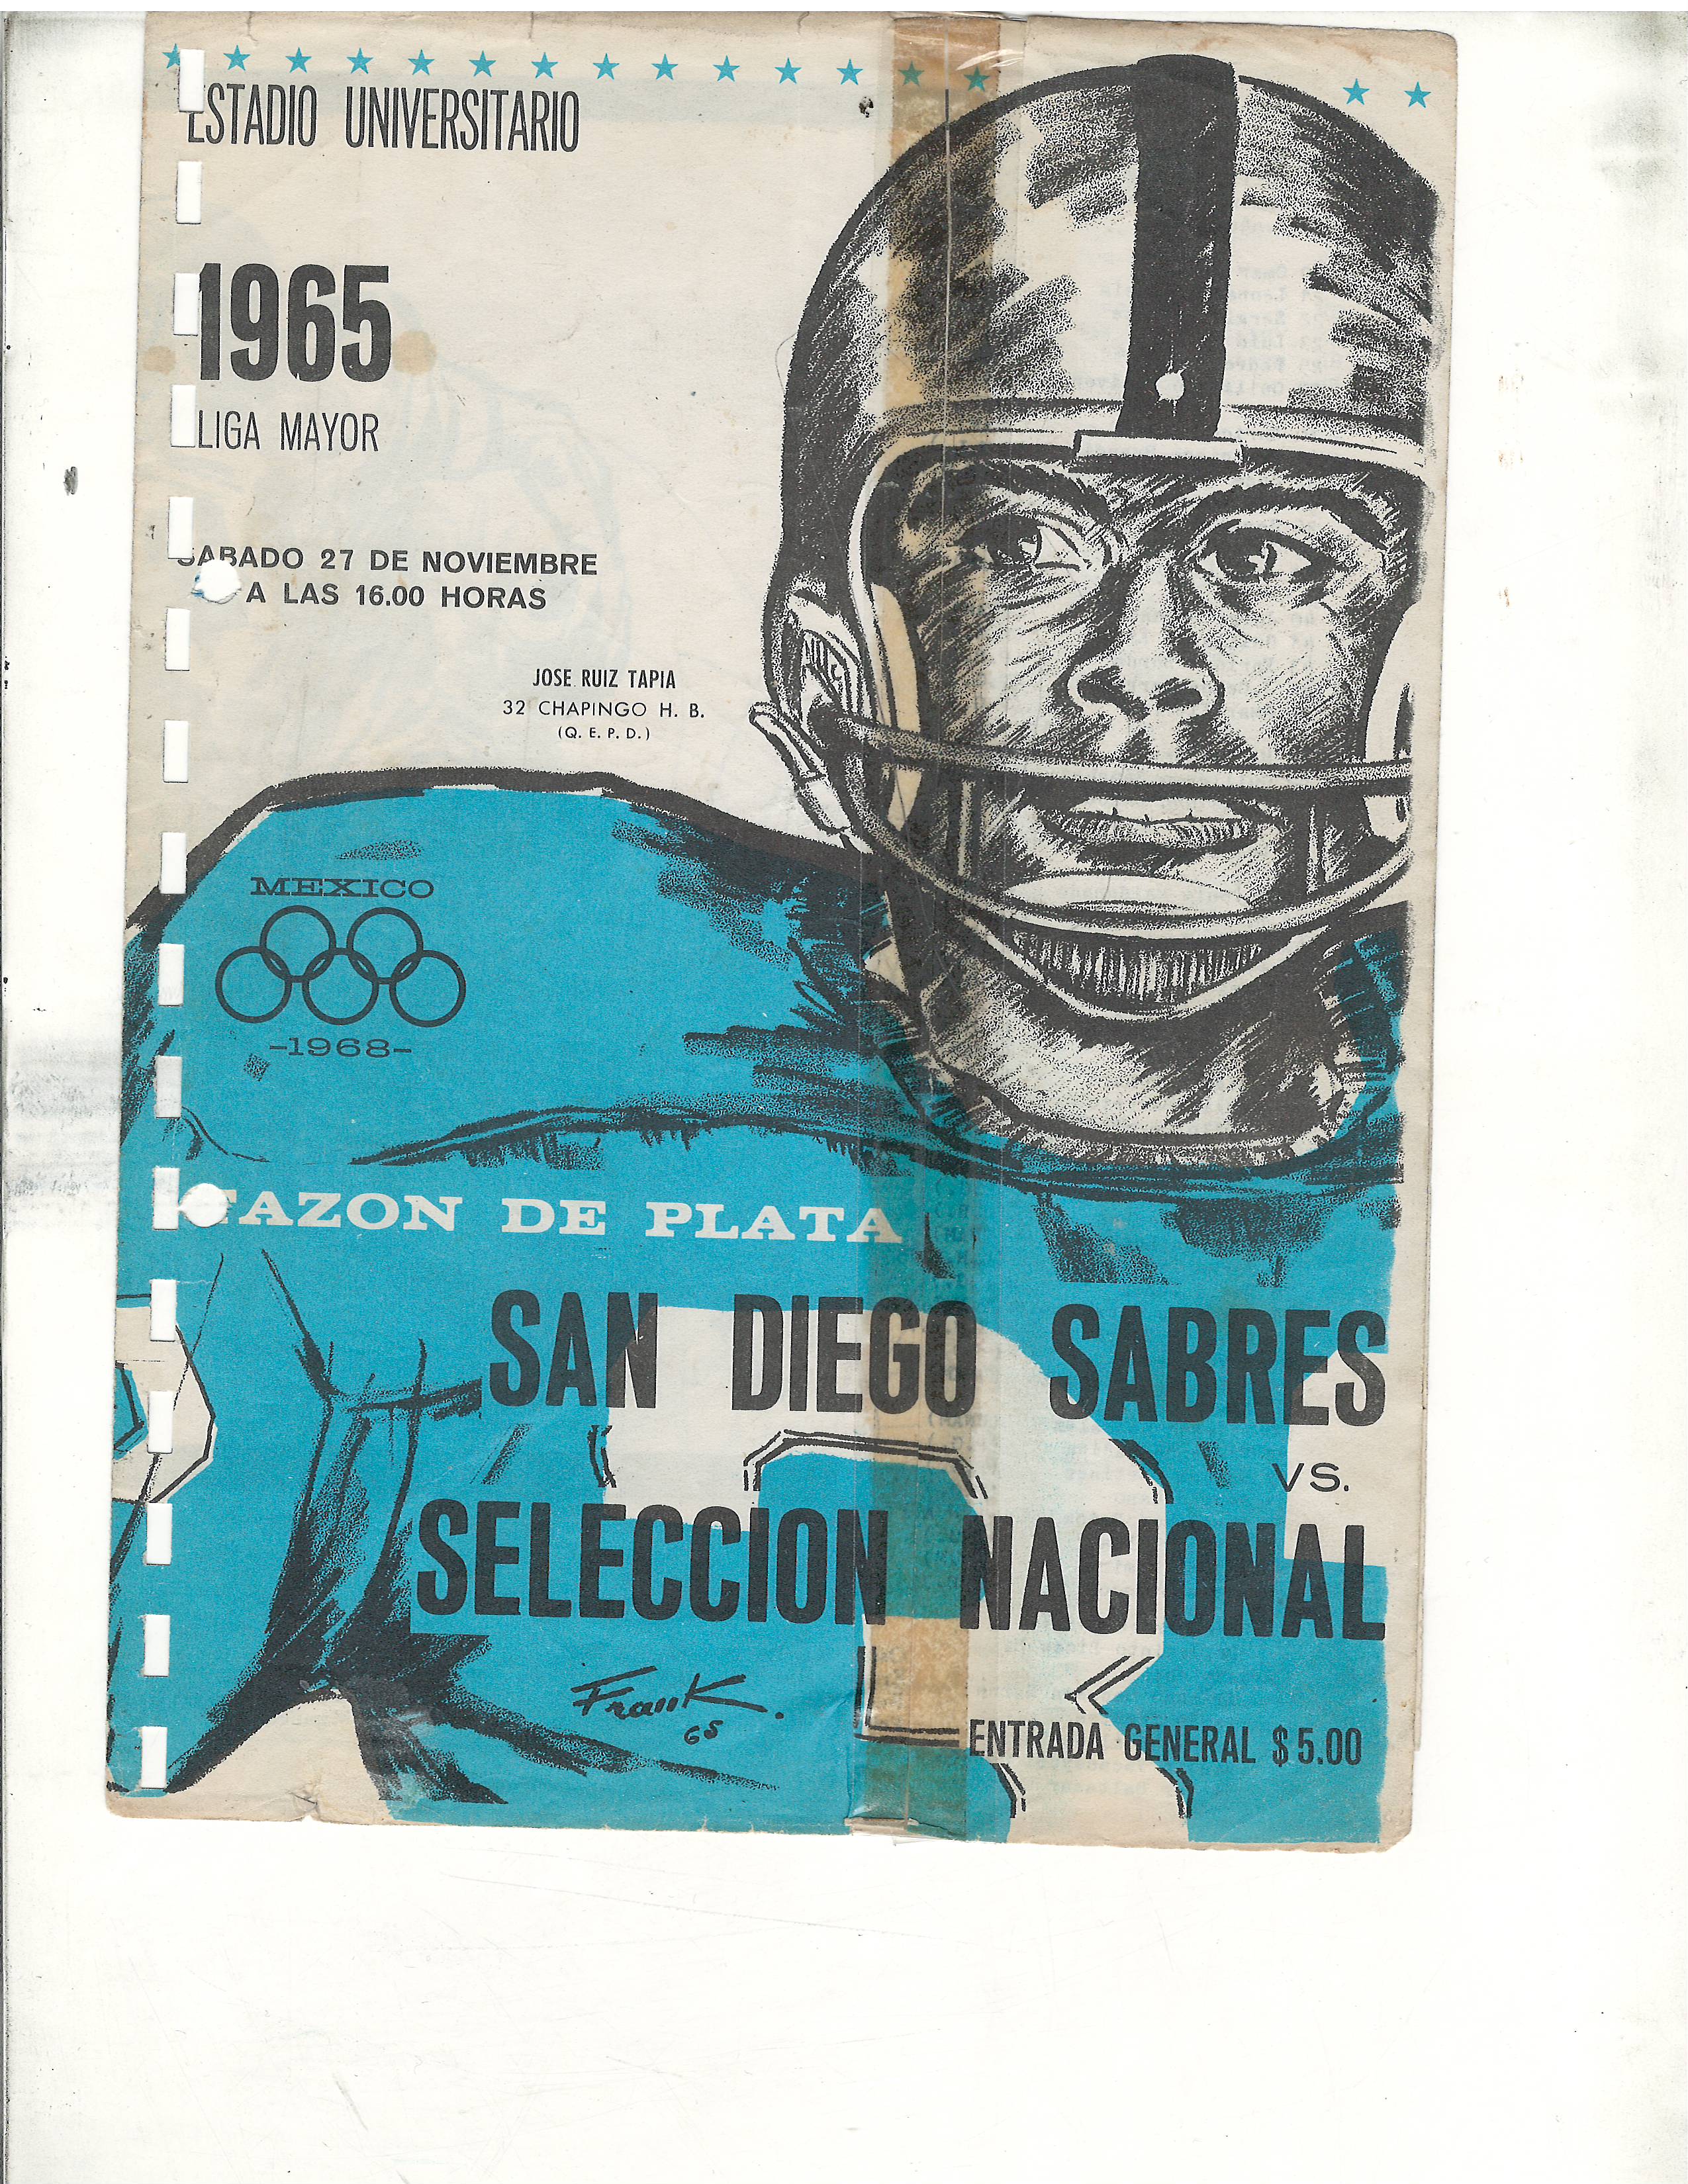 ESTADIO UNIVERSITARIO
1965
LIGA MAYOR
SABADO 27 DE NOVIEMBRE
A LAS 16.00 HORAS
JOSE RUIZ TAPIA
32 CHAPINGO H. B.
(Q. E. P. D.)
MEXICO
-1968-
TAZON DE PLATA
SAN DIEGO SABRES
VS.
SELECCION NACIONAL
Frank.
65
ENTRADA GENERAL $5.00